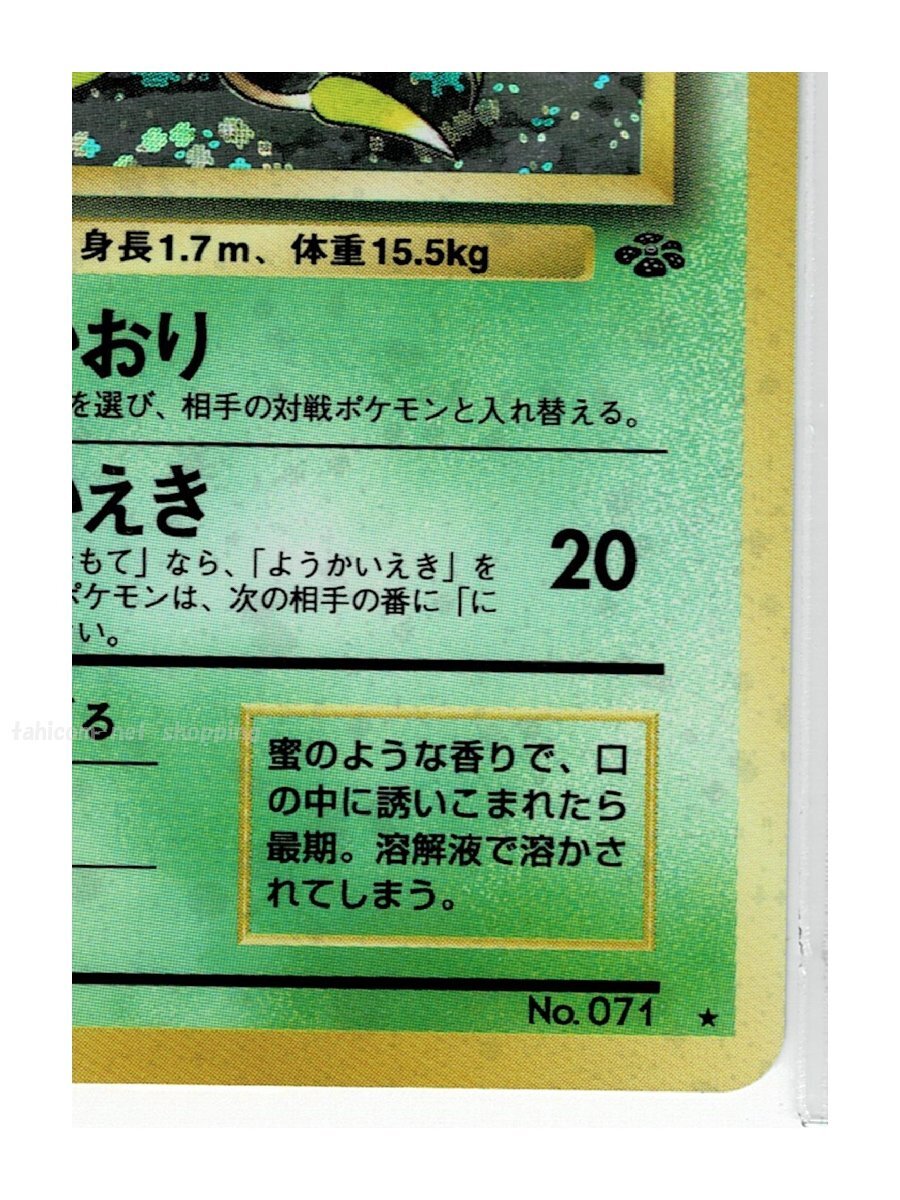 身長1.7m、体重15.5kg
おり
を選び、相手の対戦ポケモンと入れ替える。
えき
もて」なら、「ようかいえき」を
20
ポケモンは、次の相手の番に「に
い。
る
tahicom-net-shopping
蜜のような香りで、口
の中に誘いこまれたら
最期。溶解液で溶かさ
れてしまう。
No. 071 ★